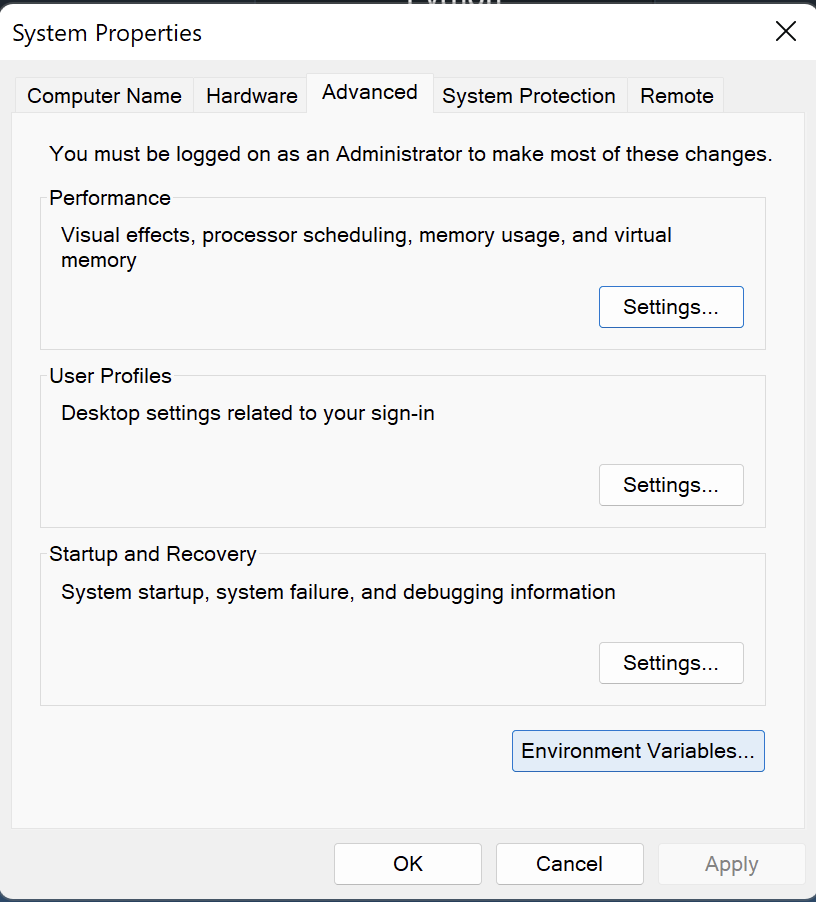 System Properties
Computer Name
Hardware
Advanced
System Protection
Remote
You must be logged on as an Administrator to make most of these changes.
Performance
Visual effects, processor scheduling, memory usage, and virtual
memory
Settings...
User Profiles
Desktop settings related to your sign-in
Settings...
Startup and Recovery
System startup, system failure, and debugging information
Settings...
Environment Variables...
OK
Cancel
Apply